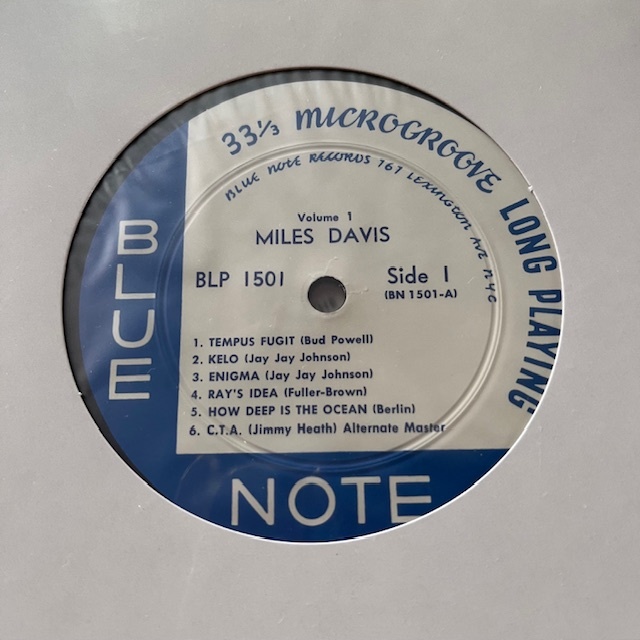 33 1/3 MICROGROOVE LONG PLAYING
BLUE NOTE RECORDS 767 LEXINGTON AVE NYC
Volume 1
MILES DAVIS
BLP 1501 Side 1
(BN 1501-A)
1. TEMPUS FUGIT (Bud Powell)
2. KELO (Jay Jay Johnson)
3. ENIGMA (Jay Jay Johnson)
4. RAY'S IDEA (Fuller-Brown)
5. HOW DEEP IS THE OCEAN (Berlin)
6. C.T.A. (Jimmy Heath) Alternate Master
BLUE
NOTE